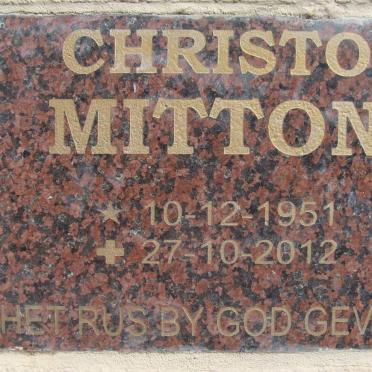 CHRISTO
MITTON
10-12-1951
27-10-2012
HET RUS BY GOD GEV